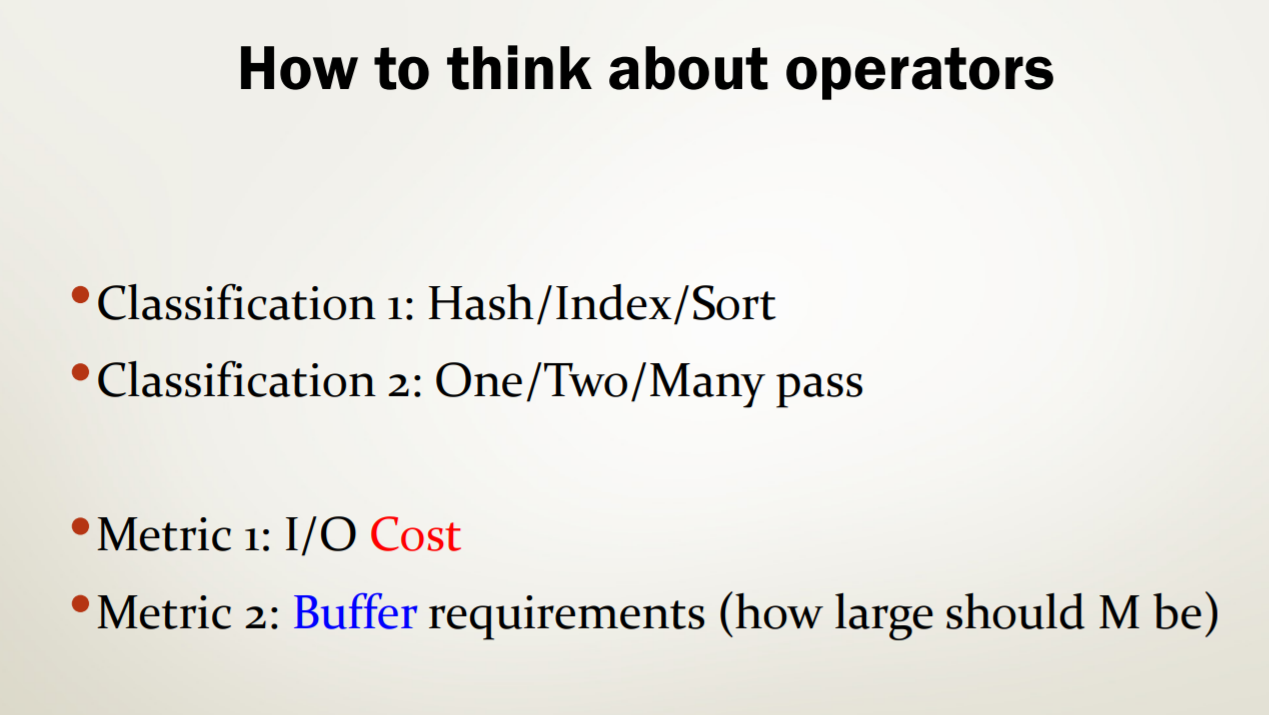 How to think about operators
•Classification 1: Hash/Index/Sort
•Classification 2: One/Two/Many pass
•Metric 1: I/O Cost
•Metric 2: Buffer requirements (how large should M be)